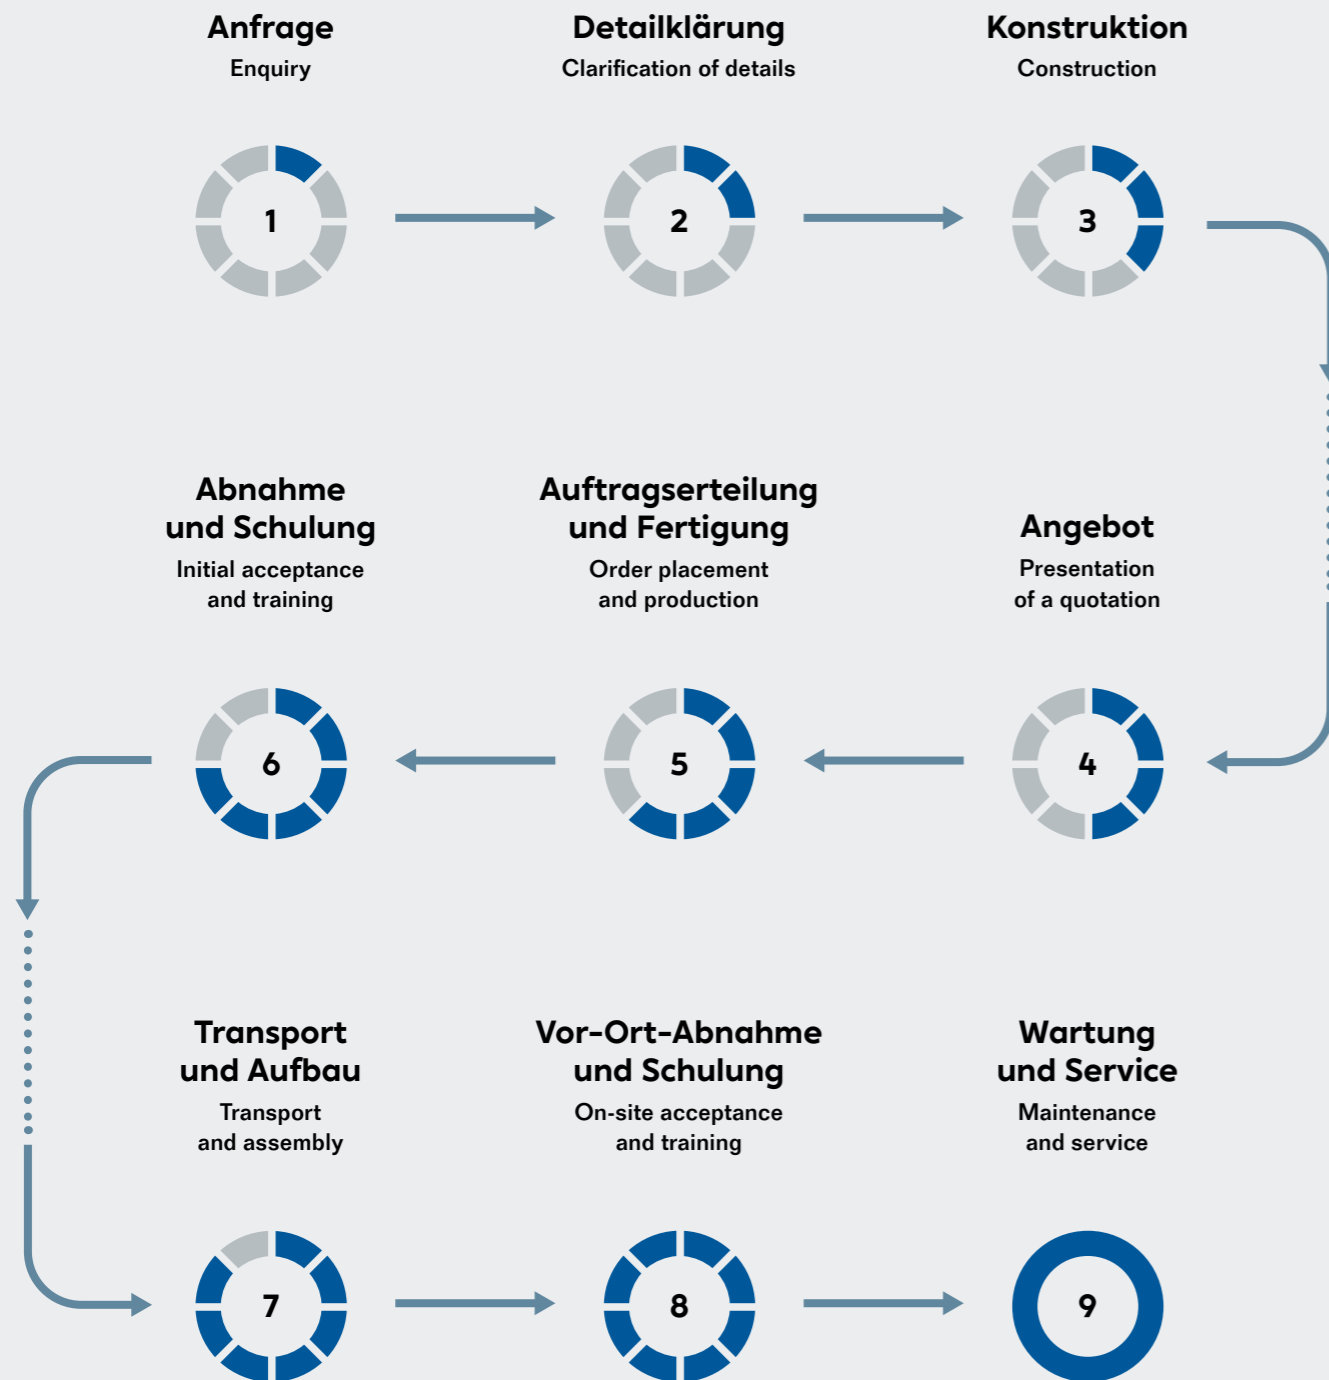 Anfrage
Enquiry
1
Detailklärung
Clarification of details
2
Konstruktion
Construction
3
Angebot
Presentation
of a quotation
4
Auftragserteilung
und Fertigung
Order placement
and production
5
Abnahme
und Schulung
Initial acceptance
and training
6
Transport
und Aufbau
Transport
and assembly
7
Vor-Ort-Abnahme
und Schulung
On-site acceptance
and training
8
Wartung
und Service
Maintenance
and service
9